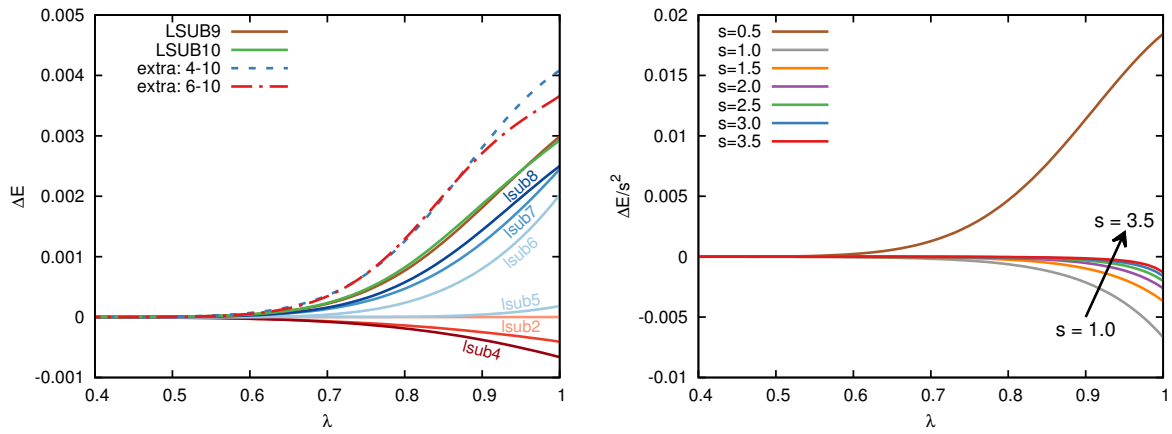 0.005
0.004
0.003
0.002
0.001
0
-0.001
ΔE
LSUB9
LSUB10
extra: 4-10
extra: 6-10
lsub8
lsub7
lsub6
lsub5
lsub2
lsub4
0.4 0.5 0.6 0.7 0.8 0.9 1
λ
0.02
0.015
0.01
0.005
0
-0.005
-0.01
ΔE/s²
s=0.5
s=1.0
s=1.5
s=2.0
s=2.5
s=3.0
s=3.5
s = 3.5
s = 1.0
0.4 0.5 0.6 0.7 0.8 0.9 1
λ